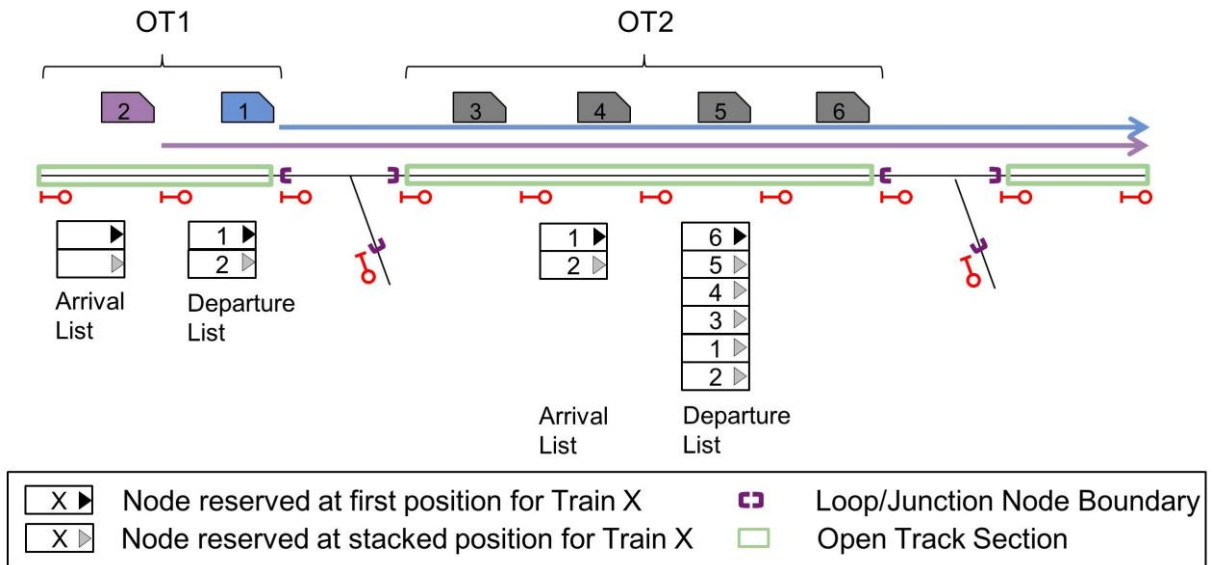 OT1
OT2
2
1
3
4
5
6
1
2
Arrival
List
Departure
List
1
2
Arrival
List
6
5
4
3
1
2
Departure
List
X Node reserved at first position for Train X
X Node reserved at stacked position for Train X
Loop/Junction Node Boundary
Open Track Section